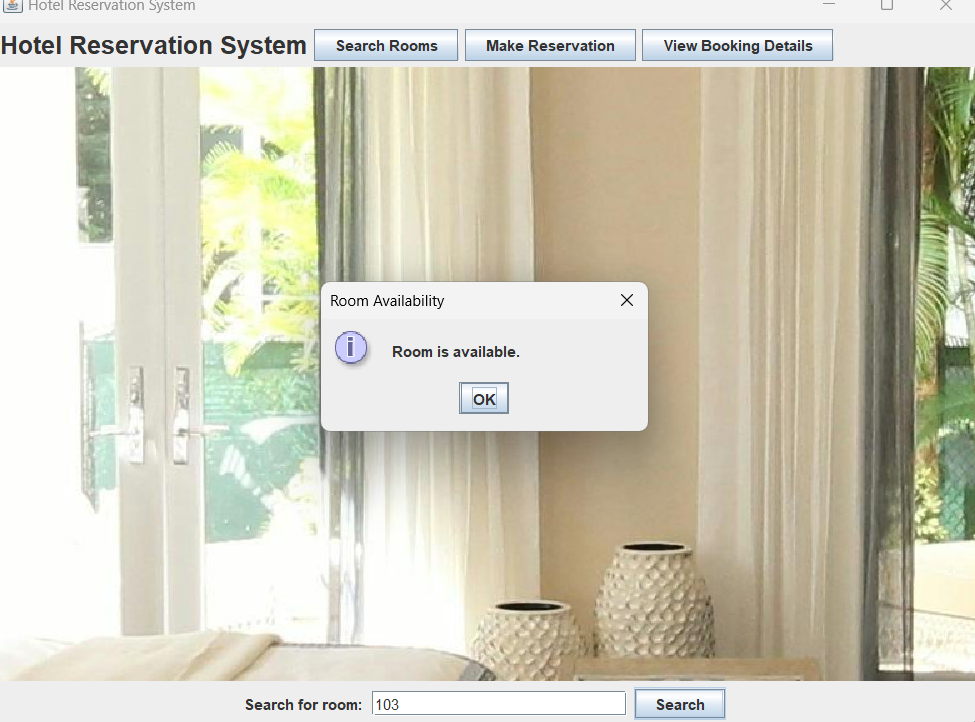 Hotel Reservation System
Hotel Reservation System Search Rooms Make Reservation View Booking Details
Room Availability
i Room is available.
OK
Search for room: 103 Search